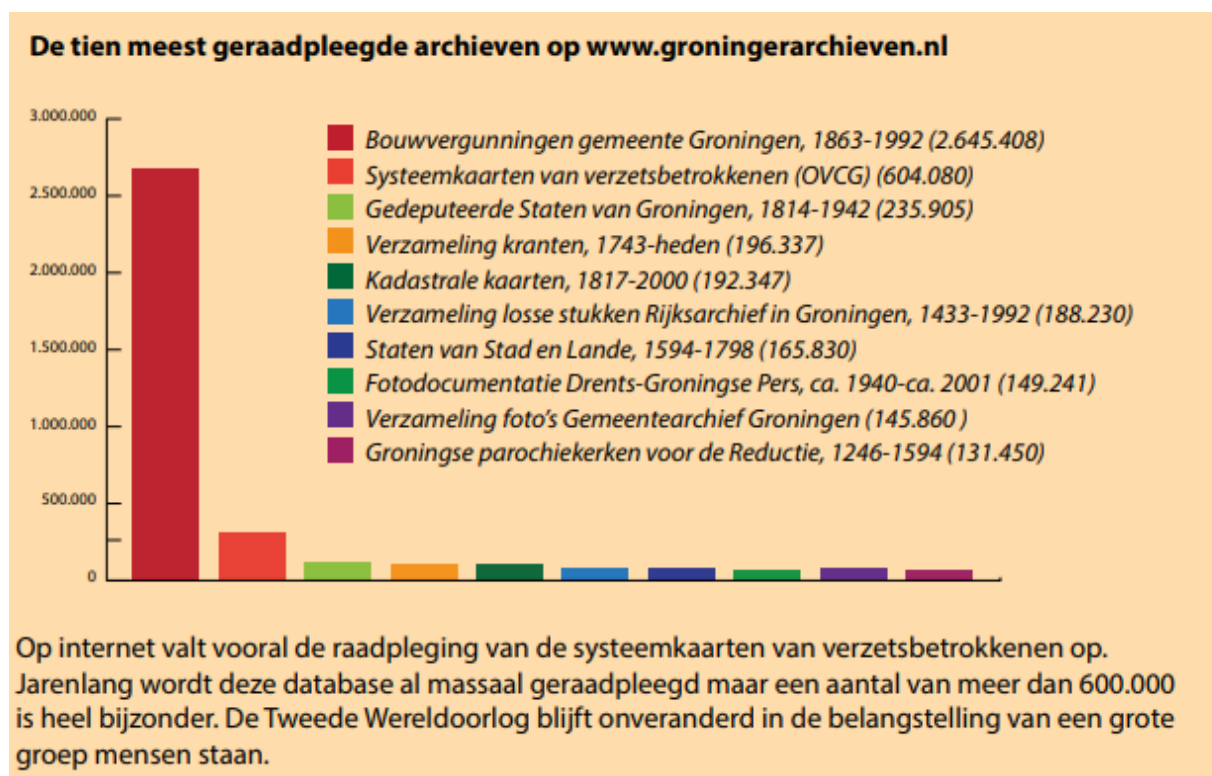 De tien meest geraadpleegde archieven op www.groningerarchieven.nl
3.000.000
2.500.000
2.000.000
1.500.000
1.000.000
500.000
0
Bouwvergunningen gemeente Groningen, 1863-1992 (2.645.408)
Systeemkaarten van verzetsbetrokkenen (OVCG) (604.080)
Gedeputeerde Staten van Groningen, 1814-1942 (235.905)
Verzameling kranten, 1743-heden (196.337)
Kadastrale kaarten, 1817-2000 (192.347)
Verzameling losse stukken Rijksarchief in Groningen, 1433-1992 (188.230)
Staten van Stad en Lande, 1594-1798 (165.830)
Fotodocumentatie Drents-Groningse Pers, ca. 1940-ca. 2001 (149.241)
Verzameling foto's Gemeentearchief Groningen (145.860 )
Groningse parochiekerken voor de Reductie, 1246-1594 (131.450)
Op internet valt vooral de raadpleging van de systeemkaarten van verzetsbetrokkenen op.
Jarenlang wordt deze database al massaal geraadpleegd maar een aantal van meer dan 600.000
is heel bijzonder. De Tweede Wereldoorlog blijft onveranderd in de belangstelling van een grote
groep mensen staan.